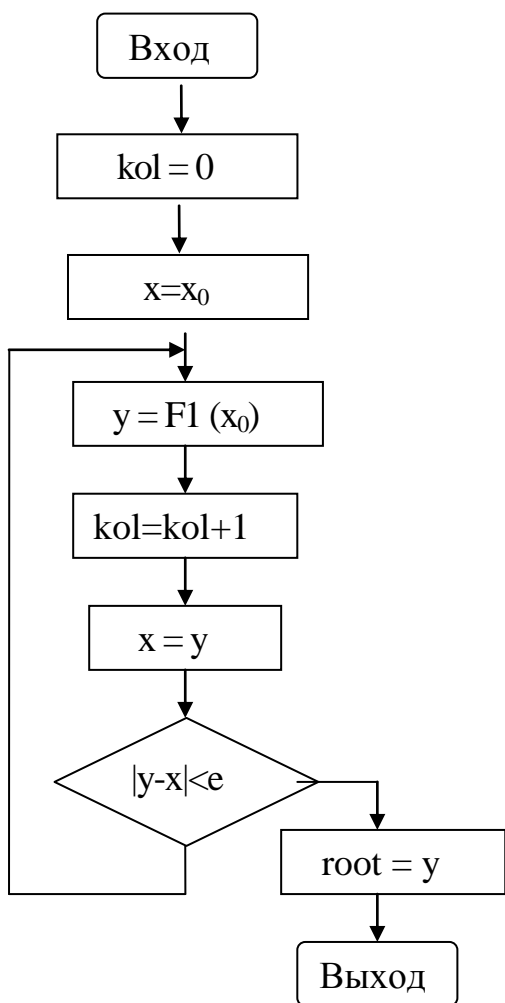 Вход
kol = 0
x=x₀
y = F1 (x₀)
kol=kol+1
x = y
|y-x|<e
root = y
Выход